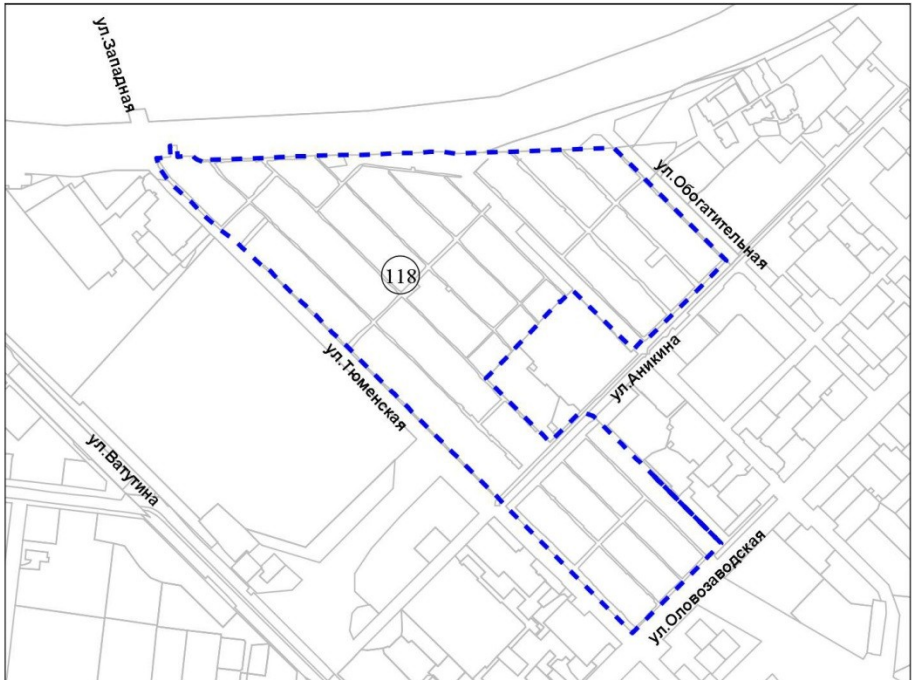 ул.Западная
ул.Обогатительная
118
ул.Аникина
ул.Тюменская
ул.Ватутина
ул.Оловозаводская